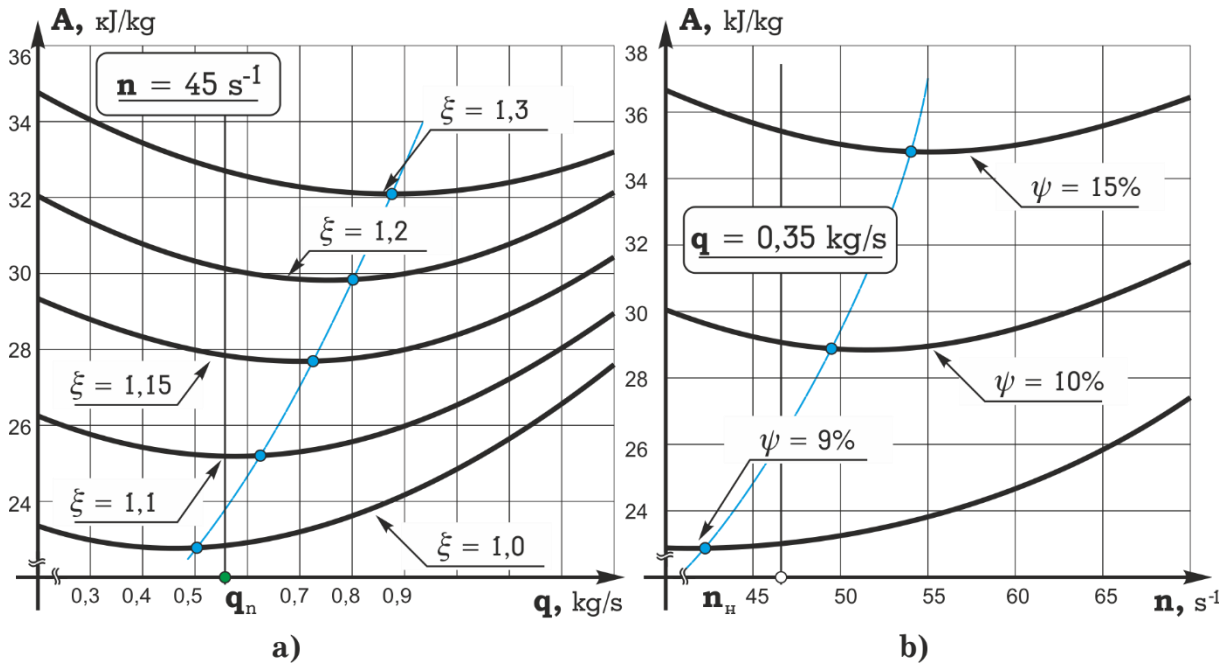 A, кJ/kg
36
34
32
30
28
26
24
n = 45 s⁻¹
ξ = 1,3
ξ = 1,2
ξ = 1,15
ξ = 1,1
ξ = 1,0
0,3 0,4 0,5 qn 0,7 0,8 0,9 q, kg/s
a)
A, kJ/kg
38
36
34
32
30
28
26
24
ψ = 15%
q = 0,35 kg/s
ψ = 10%
ψ = 9%
nн 45 50 55 60 65 n, s⁻¹
b)